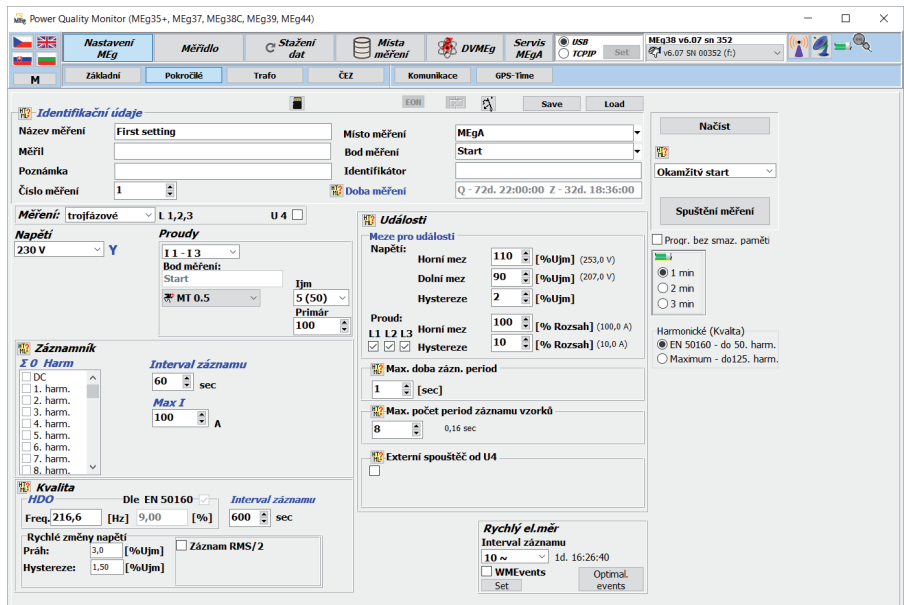 Power Quality Monitor (MEg35+, MEg37, MEg38C, MEg39, MEg44)
Nastavení MEg
Měřidlo
Stažení dat
Místa měření
DVMEg
Servis MEgA
USB
TCPIP
Set
MEg38 v6.07 sn 352
v6.07 SN 00352 (f:)
M
Základní
Pokročilé
Trafo
ČEZ
Komunikace
GPS-Time
EON
Save
Load
Identifikační údaje
Název měření First setting
Místo měření MEgA
Měřil
Bod měření Start
Poznámka
Identifikátor
Číslo měření 1
Doba měření Q - 72d. 22:00:00 Z - 32d. 18:36:00
Načíst
Okamžitý start
Spuštění měření
Progr. bez smaz. paměti
1 min
2 min
3 min
Harmonické (Kvalta)
EN 50160 - do 50. harm.
Maximum - do125. harm.
Měření: trojfázové L 1,2,3 U 4
Napětí
230 V Y
Proudy
I 1 - I 3
Bod měření:
Start
MT 0.5
Ijm
5 (50)
Primár
100
Události
Meze pro události
Napětí:
Horní mez 110 [%Ujm] (253,0 V)
Dolní mez 90 [%Ujm] (207,0 V)
Hystereze 2 [%Ujm]
Proud:
L1 L2 L3
Horní mez 100 [% Rozsah] (100,0 A)
Hystereze 10 [% Rozsah] (10,0 A)
Max. doba zázn. period
1 [sec]
Max. počet period záznamu vzorků
8 0,16 sec
Externí spouštěč od U4
Záznamník
Σ 0 Harm
DC
1. harm.
2. harm.
3. harm.
4. harm.
5. harm.
6. harm.
7. harm.
8. harm.
Interval záznamu
60 sec
Max I
100 A
Kvalita
HDO
Dle EN 50160
Interval záznamu
Freq. 216,6 [Hz] 9,00 [%] 600 sec
Rychlé změny napětí
Práh: 3,0 [%Ujm]
Hystereze: 1,50 [%Ujm]
Záznam RMS/2
Rychlý el.měr
Interval záznamu
10 ~ 1d. 16:26:40
WMEvents
Set
Optimal. events